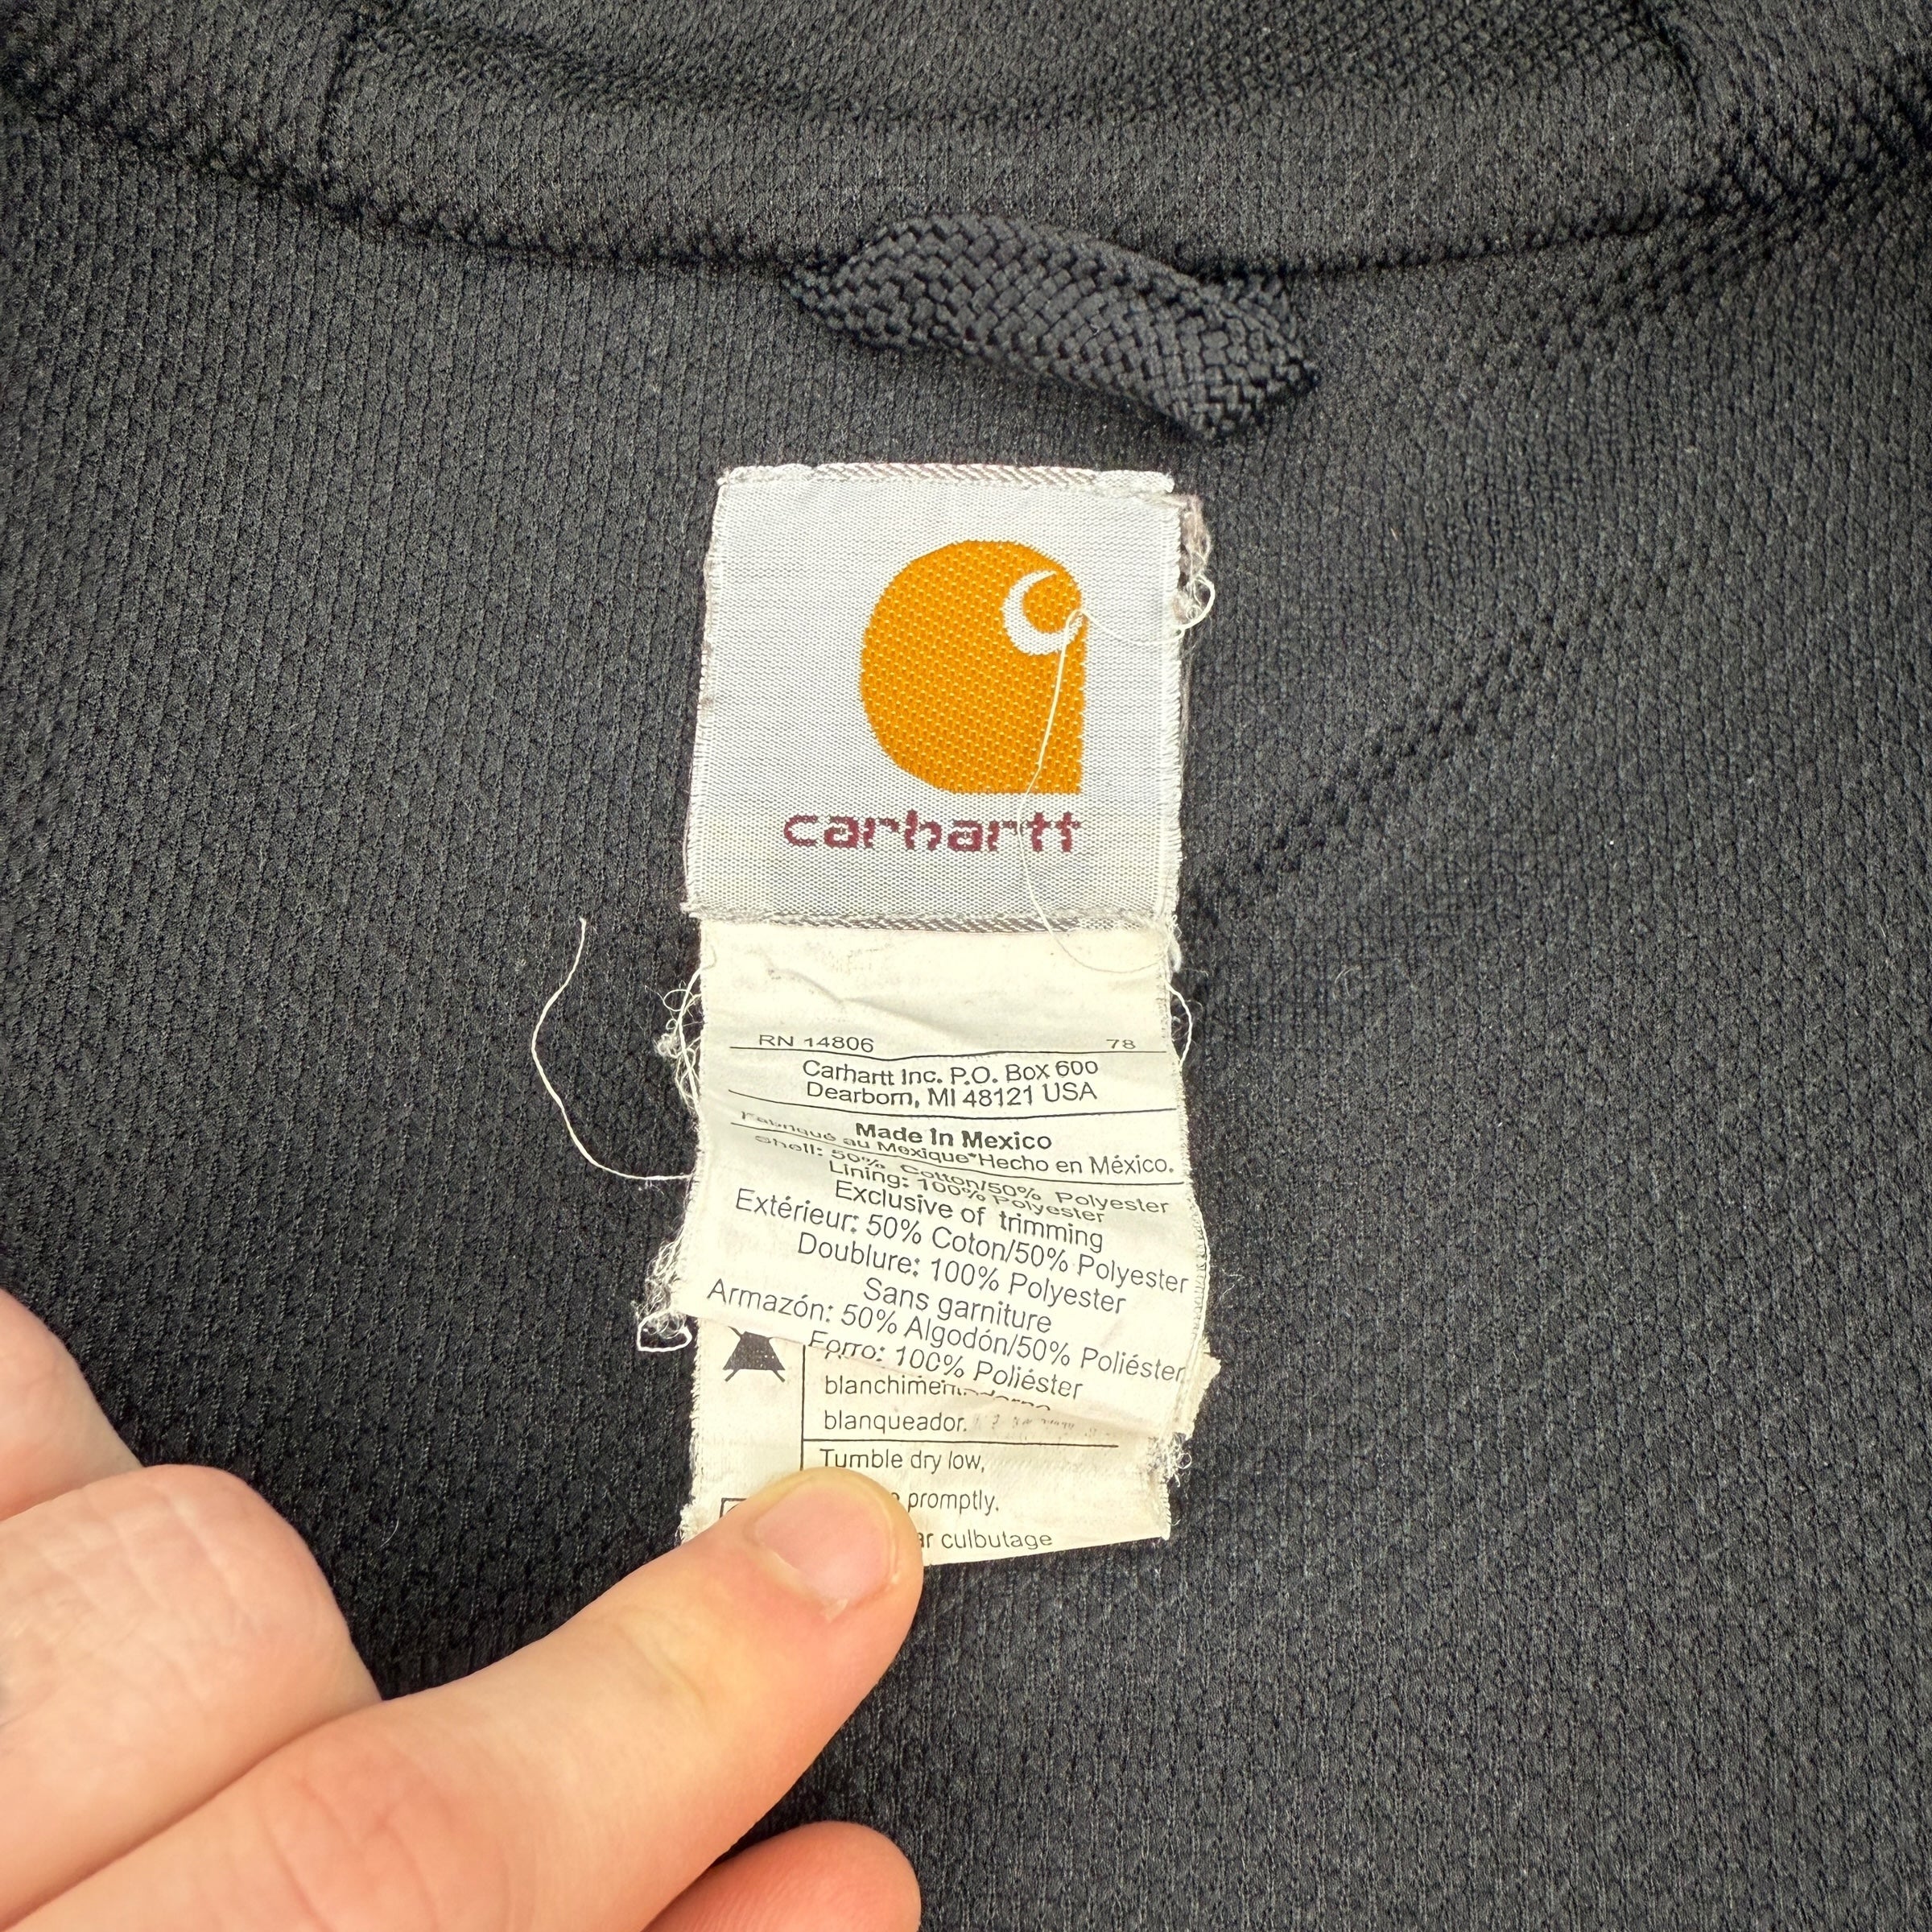 carhartt
RN 14806 78
Carhartt Inc. P.O. Box 600
Dearborn, MI 48121 USA
Made In Mexico
Fabriqué au Mexique*Hecho en México.
Shell: 50% Cotton/50% Polyester
Lining: 100% Polyester
Exclusive of trimming
Extérieur: 50% Coton/50% Polyester
Doublure: 100% Polyester
Sans garniture
Armazón: 50% Algodón/50% Poliéster
Forro: 100% Poliéster
blanqueador.
Tumble dry low,
promptly.
culbutage